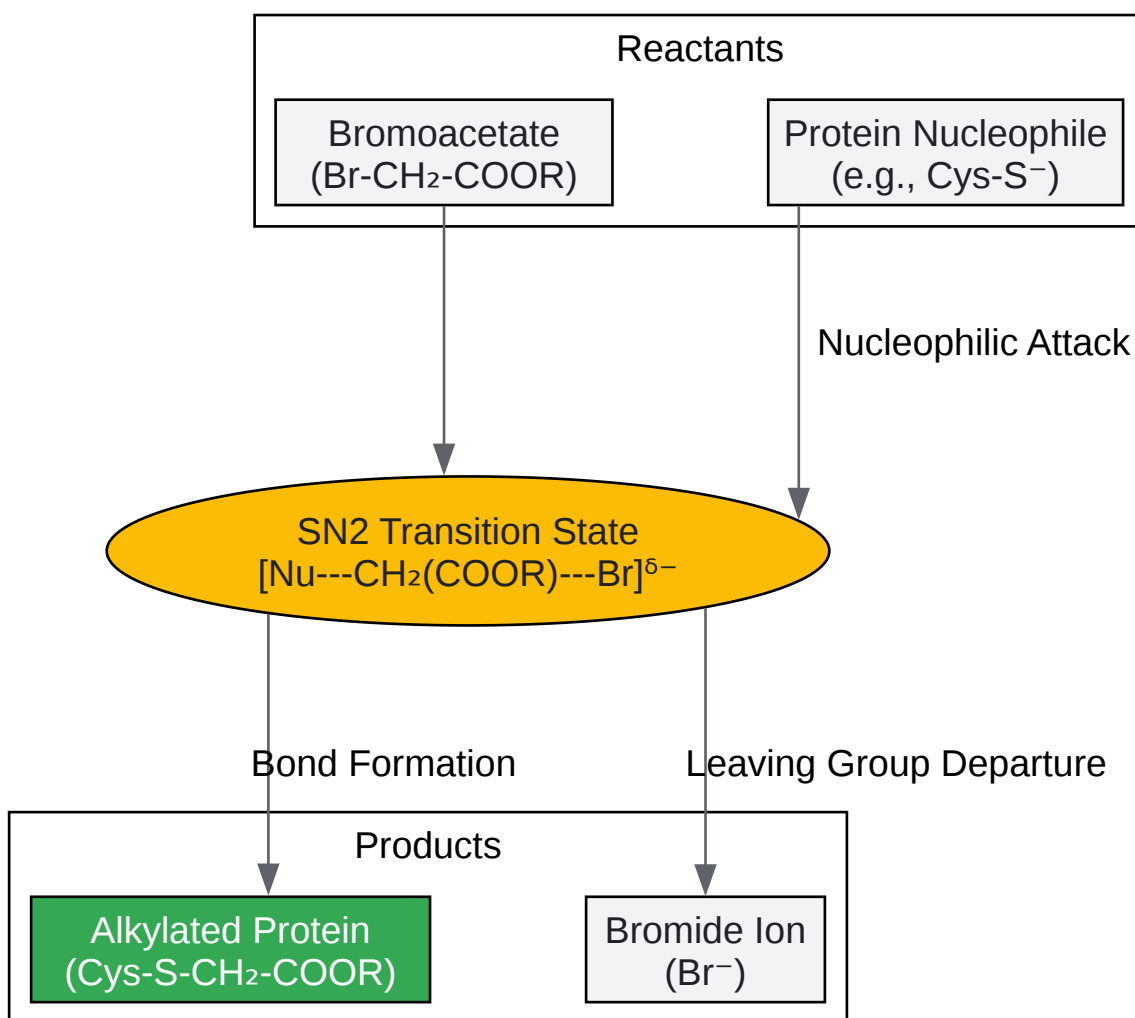 Reactants
Bromoacetate
(Br-CH₂-COOR)
Protein Nucleophile
(e.g., Cys-S⁻)
Nucleophilic Attack
SN2 Transition State
[Nu---CH₂(COOR)---Br]ᵟ⁻
Bond Formation
Leaving Group Departure
Products
Alkylated Protein
(Cys-S-CH₂-COOR)
Bromide Ion
(Br⁻)